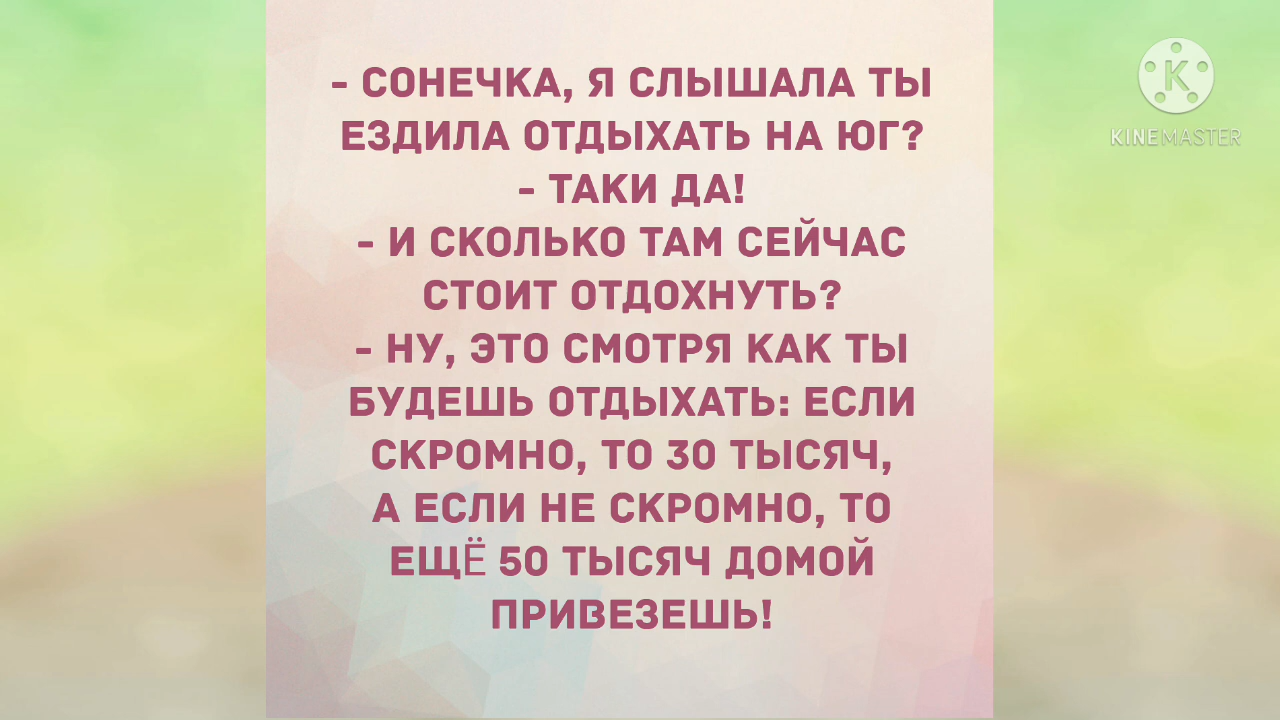 - СОНЕЧКА, Я СЛЫШАЛА ТЫ
ЕЗДИЛА ОТДЫХАТЬ НА ЮГ?
- ТАКИ ДА!
- И СКОЛЬКО ТАМ СЕЙЧАС
СТОИТ ОТДОХНУТЬ?
- НУ, ЭТО СМОТРЯ КАК ТЫ
БУДЕШЬ ОТДЫХАТЬ: ЕСЛИ
СКРОМНО, ТО 30 ТЫСЯЧ,
А ЕСЛИ НЕ СКРОМНО, ТО
ЕЩЁ 50 ТЫСЯЧ ДОМОЙ
ПРИВЕЗЕШЬ!
K
KINEMASTER